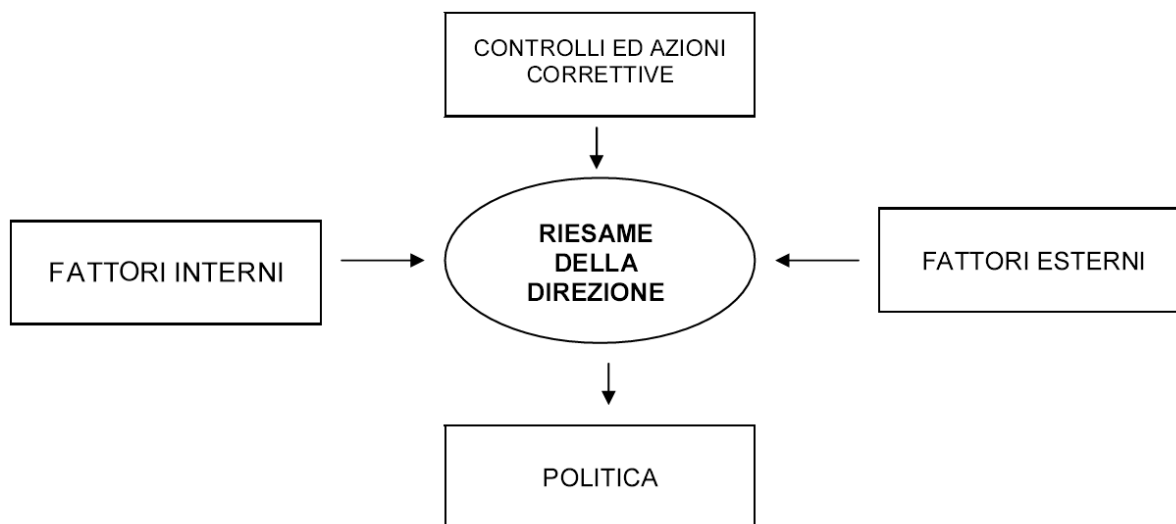 CONTROLLI ED AZIONI
CORRETTIVE
FATTORI INTERNI
RIESAME
DELLA
DIREZIONE
FATTORI ESTERNI
POLITICA